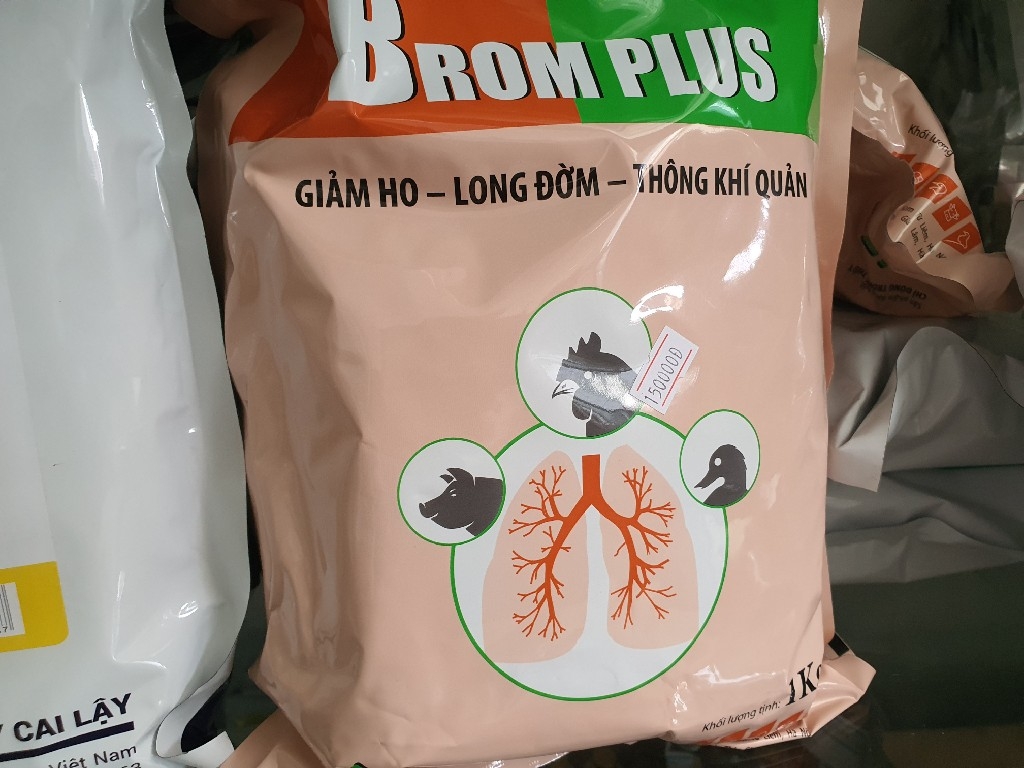 BROM PLUS
GIẢM HO – LONG ĐỜM – THÔNG KHÍ QUẢN
150000Đ
Khối lượng tịnh: 1Kg
Khối lượng
CAI LẬY
Việt Nam